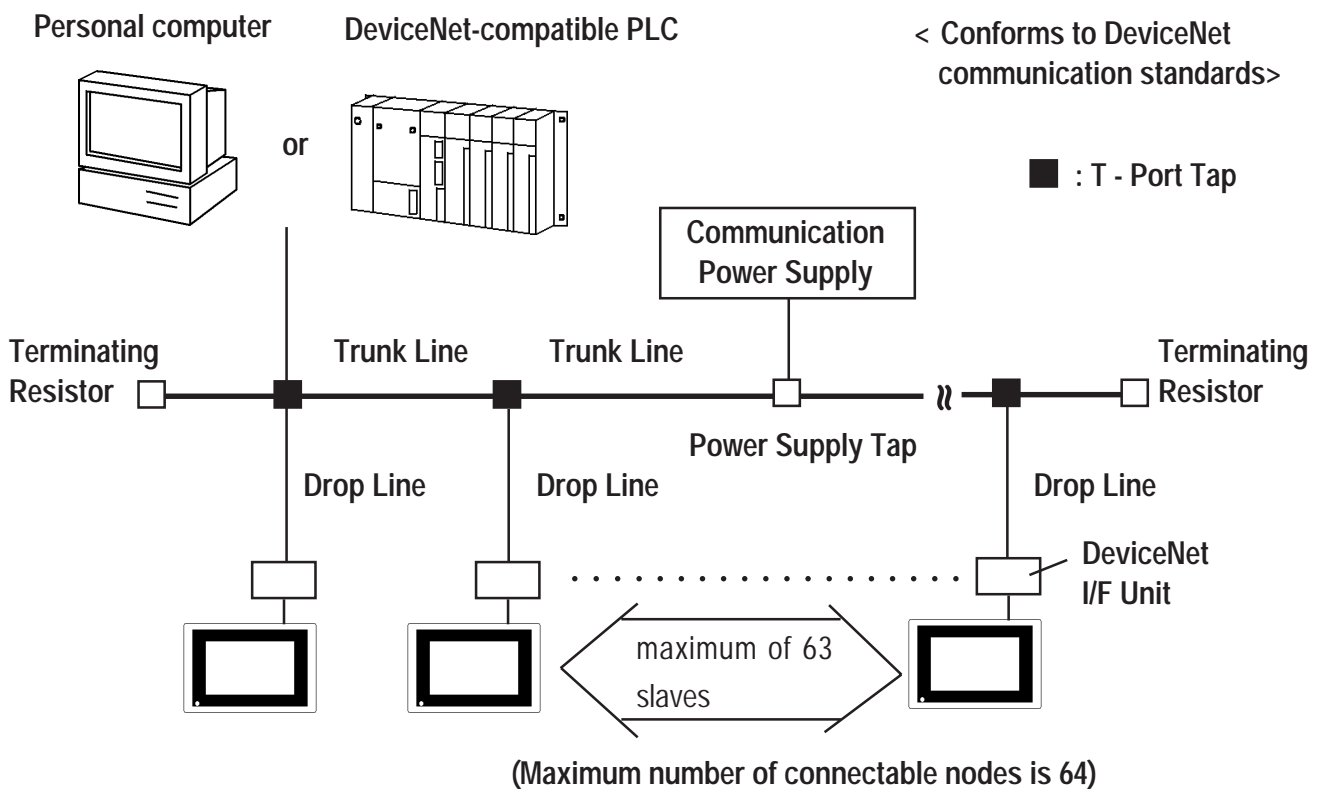 Personal computer
DeviceNet-compatible PLC
< Conforms to DeviceNet
communication standards>
or
: T - Port Tap
Communication
Power Supply
Terminating
Resistor
Trunk Line
Trunk Line
Terminating
Resistor
Power Supply Tap
Drop Line
Drop Line
Drop Line
DeviceNet
I/F Unit
maximum of 63
slaves
(Maximum number of connectable nodes is 64)